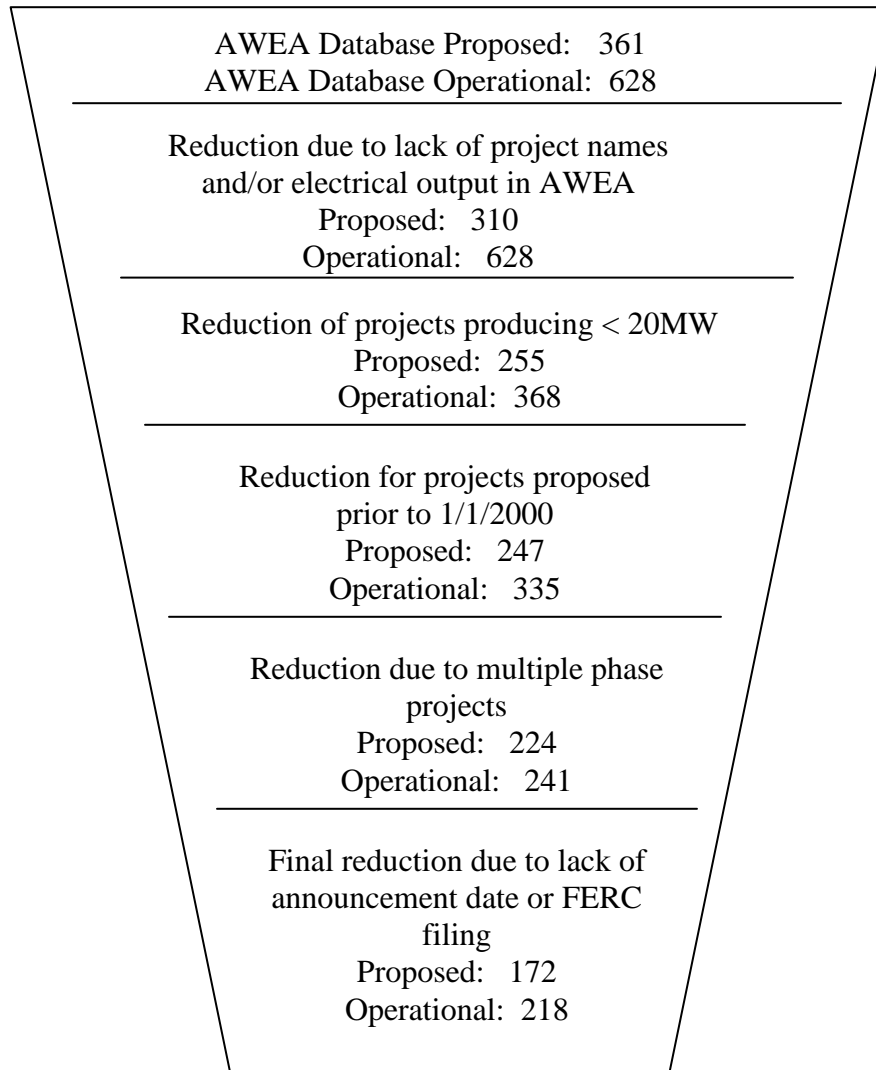 AWEA Database Proposed: 361
AWEA Database Operational: 628
Reduction due to lack of project names
and/or electrical output in AWEA
Proposed: 310
Operational: 628
Reduction of projects producing < 20MW
Proposed: 255
Operational: 368
Reduction for projects proposed
prior to 1/1/2000
Proposed: 247
Operational: 335
Reduction due to multiple phase
projects
Proposed: 224
Operational: 241
Final reduction due to lack of
announcement date or FERC
filing
Proposed: 172
Operational: 218